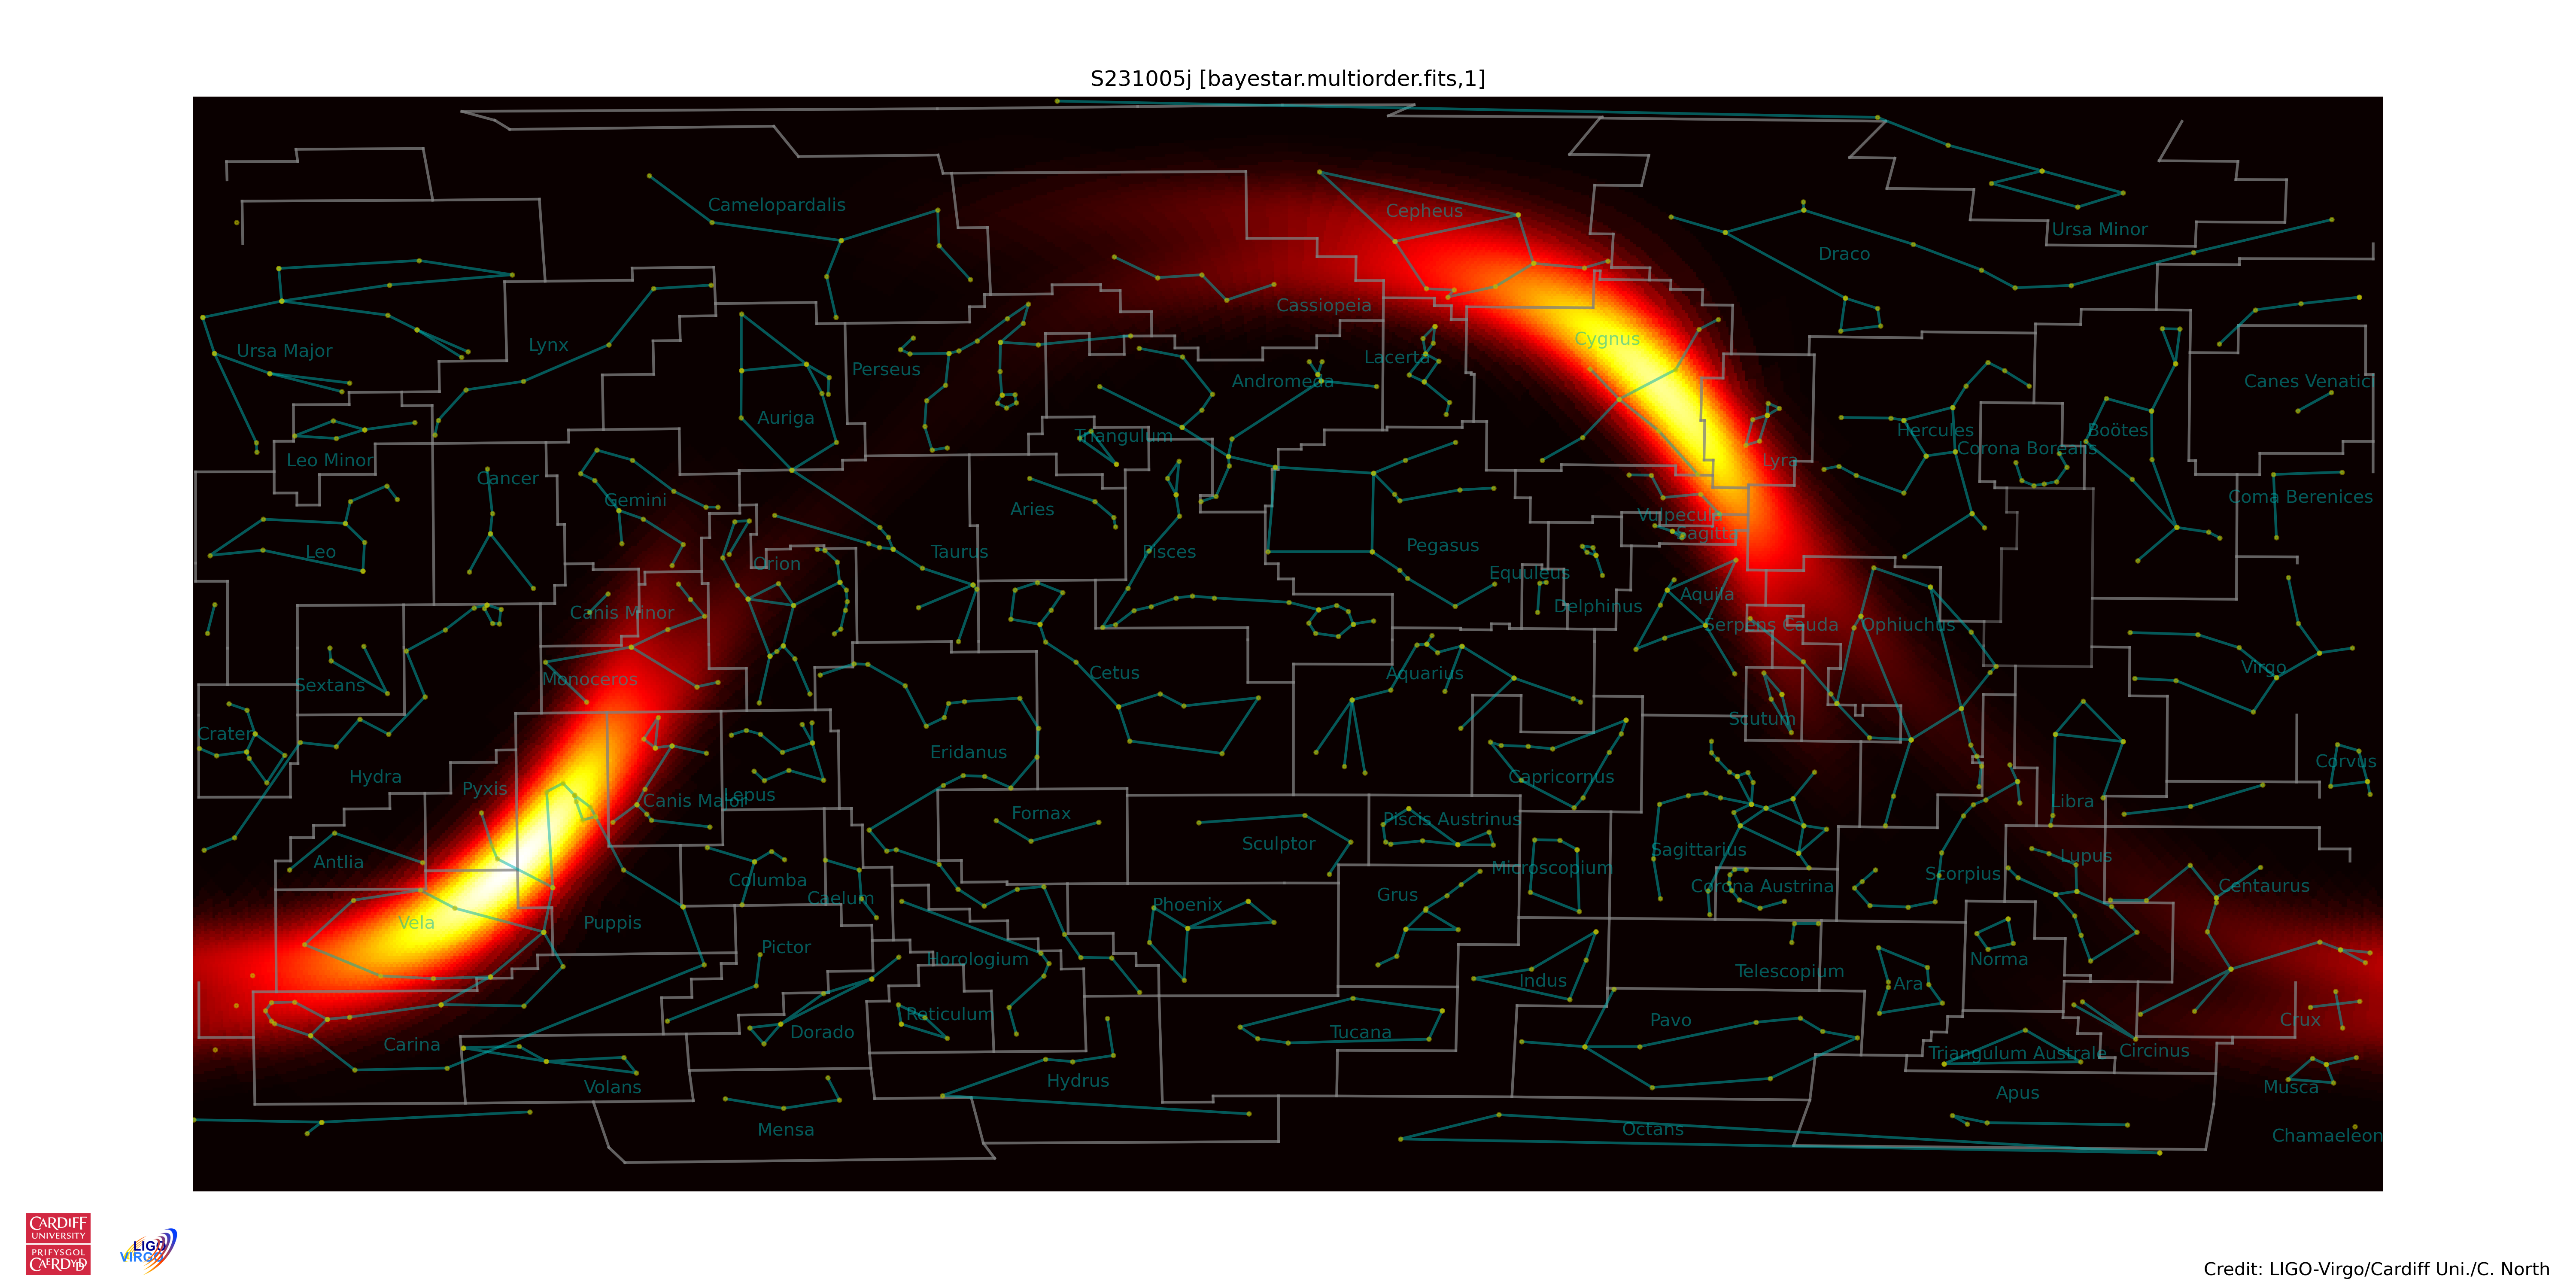 S231005j [bayestar.multiorder.fits,1]
Camelopardalis
Cepheus
Ursa Minor
Draco
Cassiopeia
Ursa Major
Lynx
Perseus
Cygnus
Lacerta
Andromeda
Canes Venatici
Auriga
Triangulum
Hercules
Boötes
Corona Borealis
Leo Minor
Lyra
Cancer
Gemini
Coma Berenices
Aries
Vulpecula
Sagitta
Leo
Orion
Taurus
Pisces
Pegasus
Equuleus
Canis Minor
Delphinus
Aquila
Serpens Cauda
Ophiuchus
Sextans
Monoceros
Cetus
Aquarius
Virgo
Crater
Scutum
Hydra
Eridanus
Capricornus
Corvus
Pyxis
Canis Major
Lepus
Libra
Fornax
Piscis Austrinus
Antlia
Sculptor
Sagittarius
Lupus
Microscopium
Columba
Caelum
Grus
Corona Austrina
Scorpius
Centaurus
Vela
Puppis
Phoenix
Pictor
Horologium
Norma
Telescopium
Indus
Ara
Reticulum
Carina
Dorado
Tucana
Pavo
Crux
Triangulum Australe
Circinus
Volans
Hydrus
Apus
Musca
Mensa
Octans
Chamaeleon
CARDIFF
UNIVERSITY
PRIFYSGOL
CAERDYDD
LIGO
VIRGO
Credit: LIGO-Virgo/Cardiff Uni./C. North